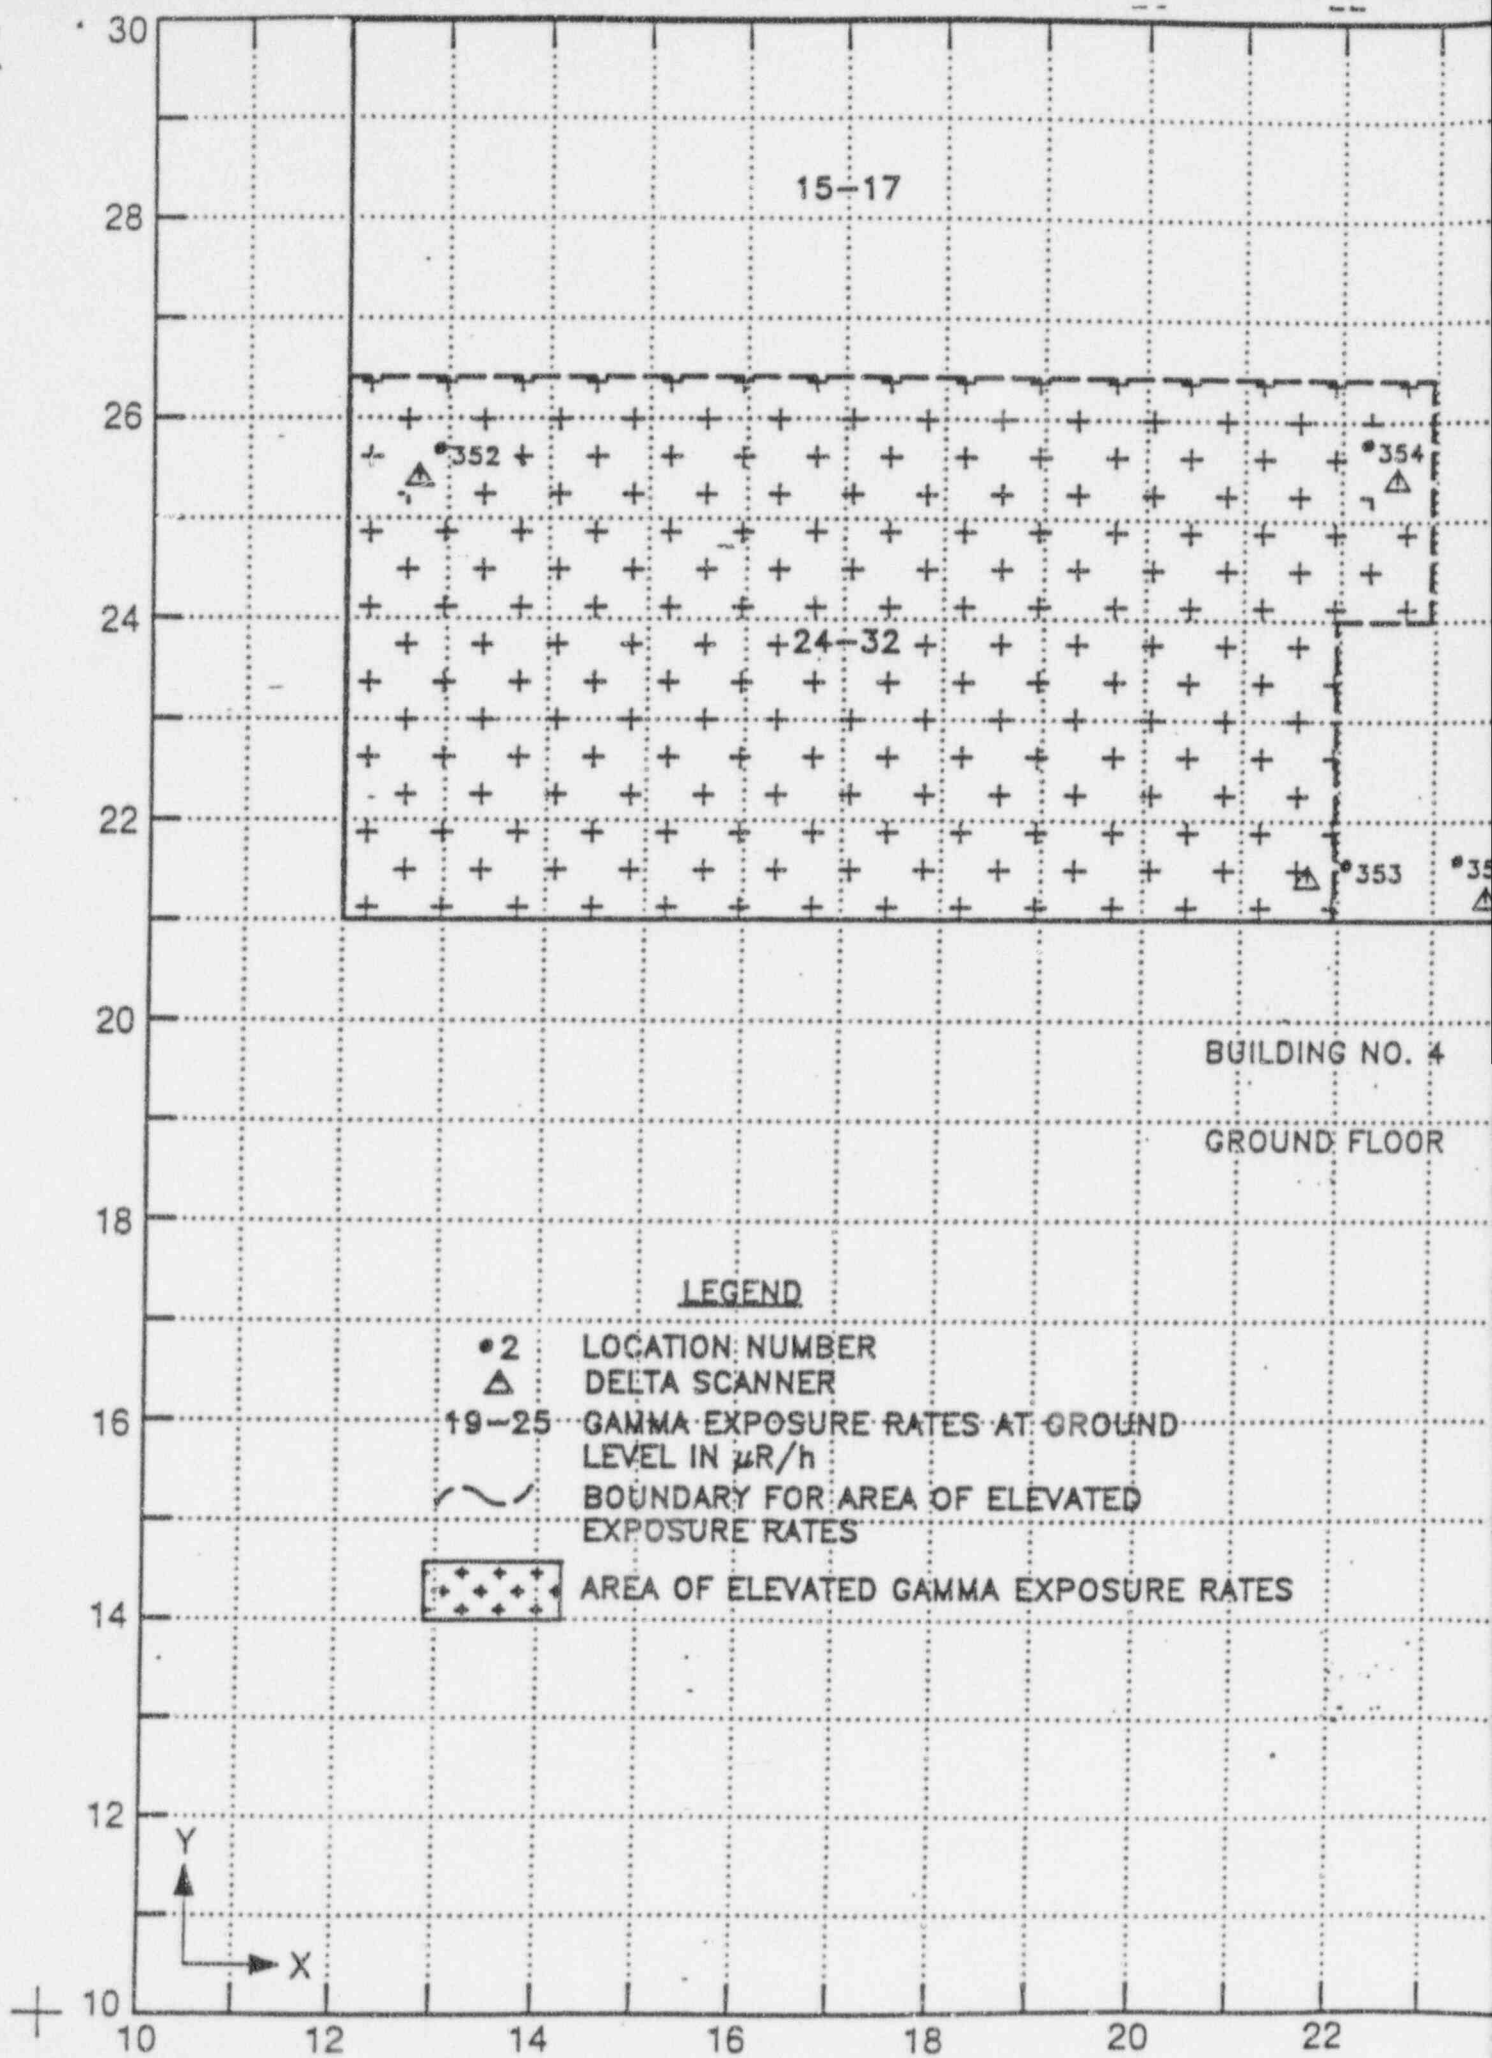 30
15-17
28
26
352
354
24
24-32
22
353
35
20
BUILDING NO. 4
GROUND FLOOR
18
LEGEND
2 LOCATION NUMBER
DELTA SCANNER
16
19-25 GAMMA EXPOSURE RATES AT GROUND
LEVEL IN μR/h
BOUNDARY FOR AREA OF ELEVATED
EXPOSURE RATES
AREA OF ELEVATED GAMMA EXPOSURE RATES
14
12
Y
X
10
10 12 14 16 18 20 22